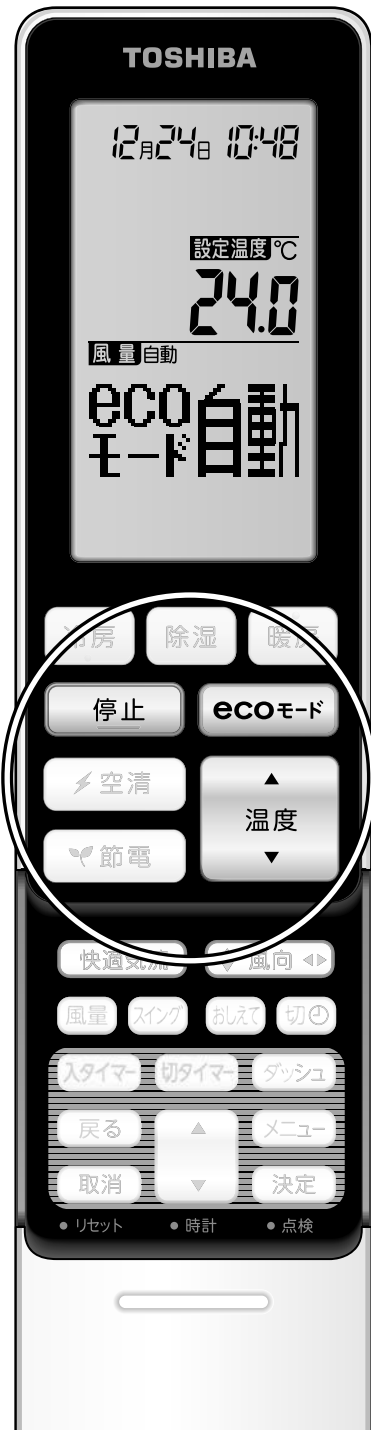 TOSHIBA
12月24日 10:48
設定温度 ℃
24.0
風量 自動
eco
モード 自動
冷房 除湿 暖房
停止 ecoモード
空清 ▲
温度
節電 ▼
快適気流 風向
風量 スイング おしえて 切
入タイマー 切タイマー ダッシュ
戻る ▲ メニュー
取消 ▼ 決定
● リセット ● 時計 ● 点検